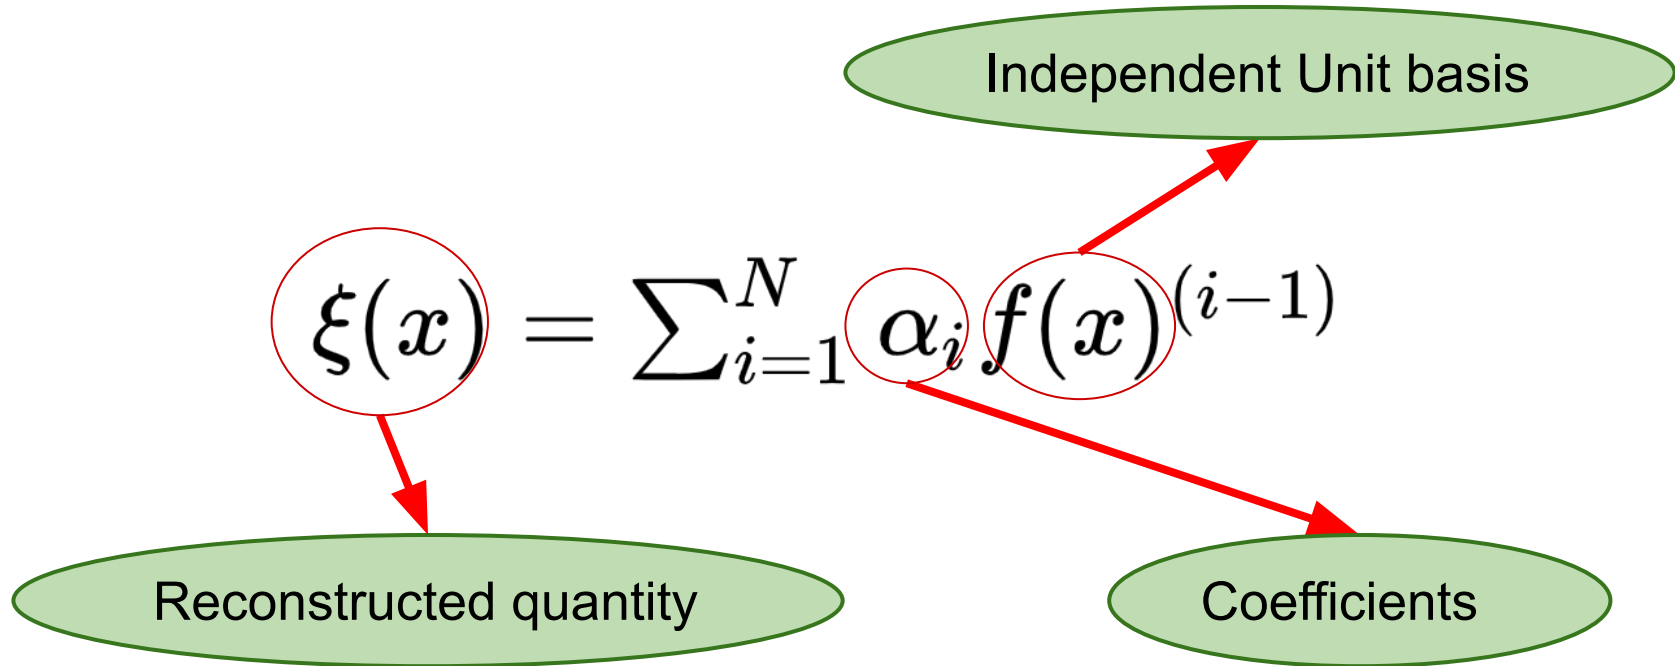 Independent Unit basis
ξ(x) = ∑_{i=1}^{N} α_i f(x)^{(i−1)}
Reconstructed quantity
Coefficients